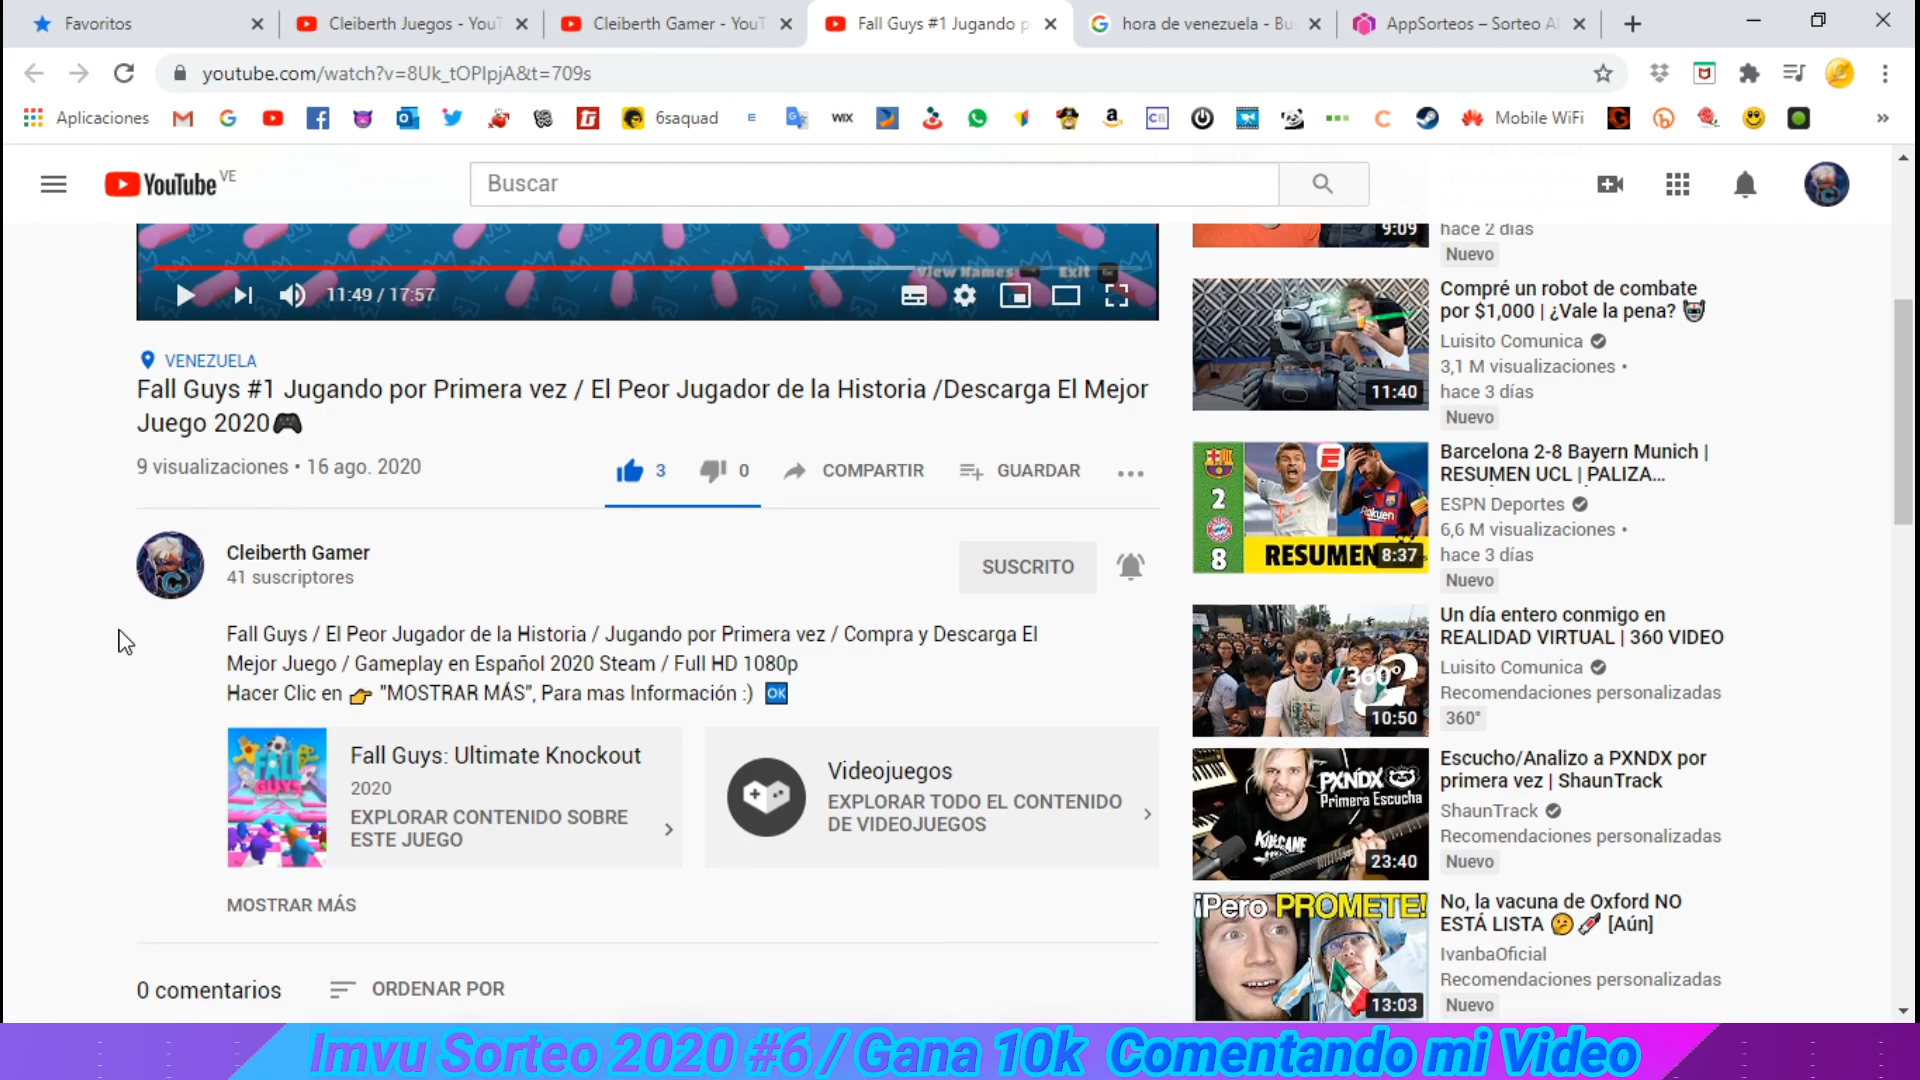 Favoritos
Cleiberth Juegos - YouT
Cleiberth Gamer - YouT
Fall Guys #1 Jugando p
hora de venezuela - Bu
AppSorteos – Sorteo Al
youtube.com/watch?v=8Uk_tOPIpjA&t=709s
Aplicaciones
6squad
WIX
CB
Mobile WiFi
YouTube VE
Buscar
View Names
Exit
11:49 / 17:57
VENEZUELA
Fall Guys #1 Jugando por Primera vez / El Peor Jugador de la Historia /Descarga El Mejor
Juego 2020🎮
9 visualizaciones • 16 ago. 2020
3
0
COMPARTIR
GUARDAR
Cleiberth Gamer
41 suscriptores
SUSCRITO
Fall Guys / El Peor Jugador de la Historia / Jugando por Primera vez / Compra y Descarga El
Mejor Juego / Gameplay en Español 2020 Steam / Full HD 1080p
Hacer Clic en 👉 "MOSTRAR MÁS", Para mas Información :) 🆗
FALL GUYS
Fall Guys: Ultimate Knockout
2020
EXPLORAR CONTENIDO SOBRE
ESTE JUEGO
Videojuegos
EXPLORAR TODO EL CONTENIDO
DE VIDEOJUEGOS
MOSTRAR MÁS
0 comentarios
ORDENAR POR
9:09
hace 2 días
Nuevo
11:40
Compré un robot de combate
por $1,000 | ¿Vale la pena? 🤖
Luisito Comunica
3,1 M visualizaciones •
hace 3 días
Nuevo
2
8
Rakuten
RESUMEN
8:37
Barcelona 2-8 Bayern Munich |
RESUMEN UCL | PALIZA...
ESPN Deportes
6,6 M visualizaciones •
hace 3 días
Nuevo
360°
10:50
Un día entero conmigo en
REALIDAD VIRTUAL | 360 VIDEO
Luisito Comunica
Recomendaciones personalizadas
360°
PXNDX
Primera Escucha
23:40
Escucho/Analizo a PXNDX por
primera vez | ShaunTrack
ShaunTrack
Recomendaciones personalizadas
Nuevo
¡Pero PROMETE!
13:03
No, la vacuna de Oxford NO
ESTÁ LISTA 🤔 💉 [Aún]
IvanbaOficial
Recomendaciones personalizadas
Nuevo
Imvu Sorteo 2020 #6 / Gana 10k Comentando mi Video